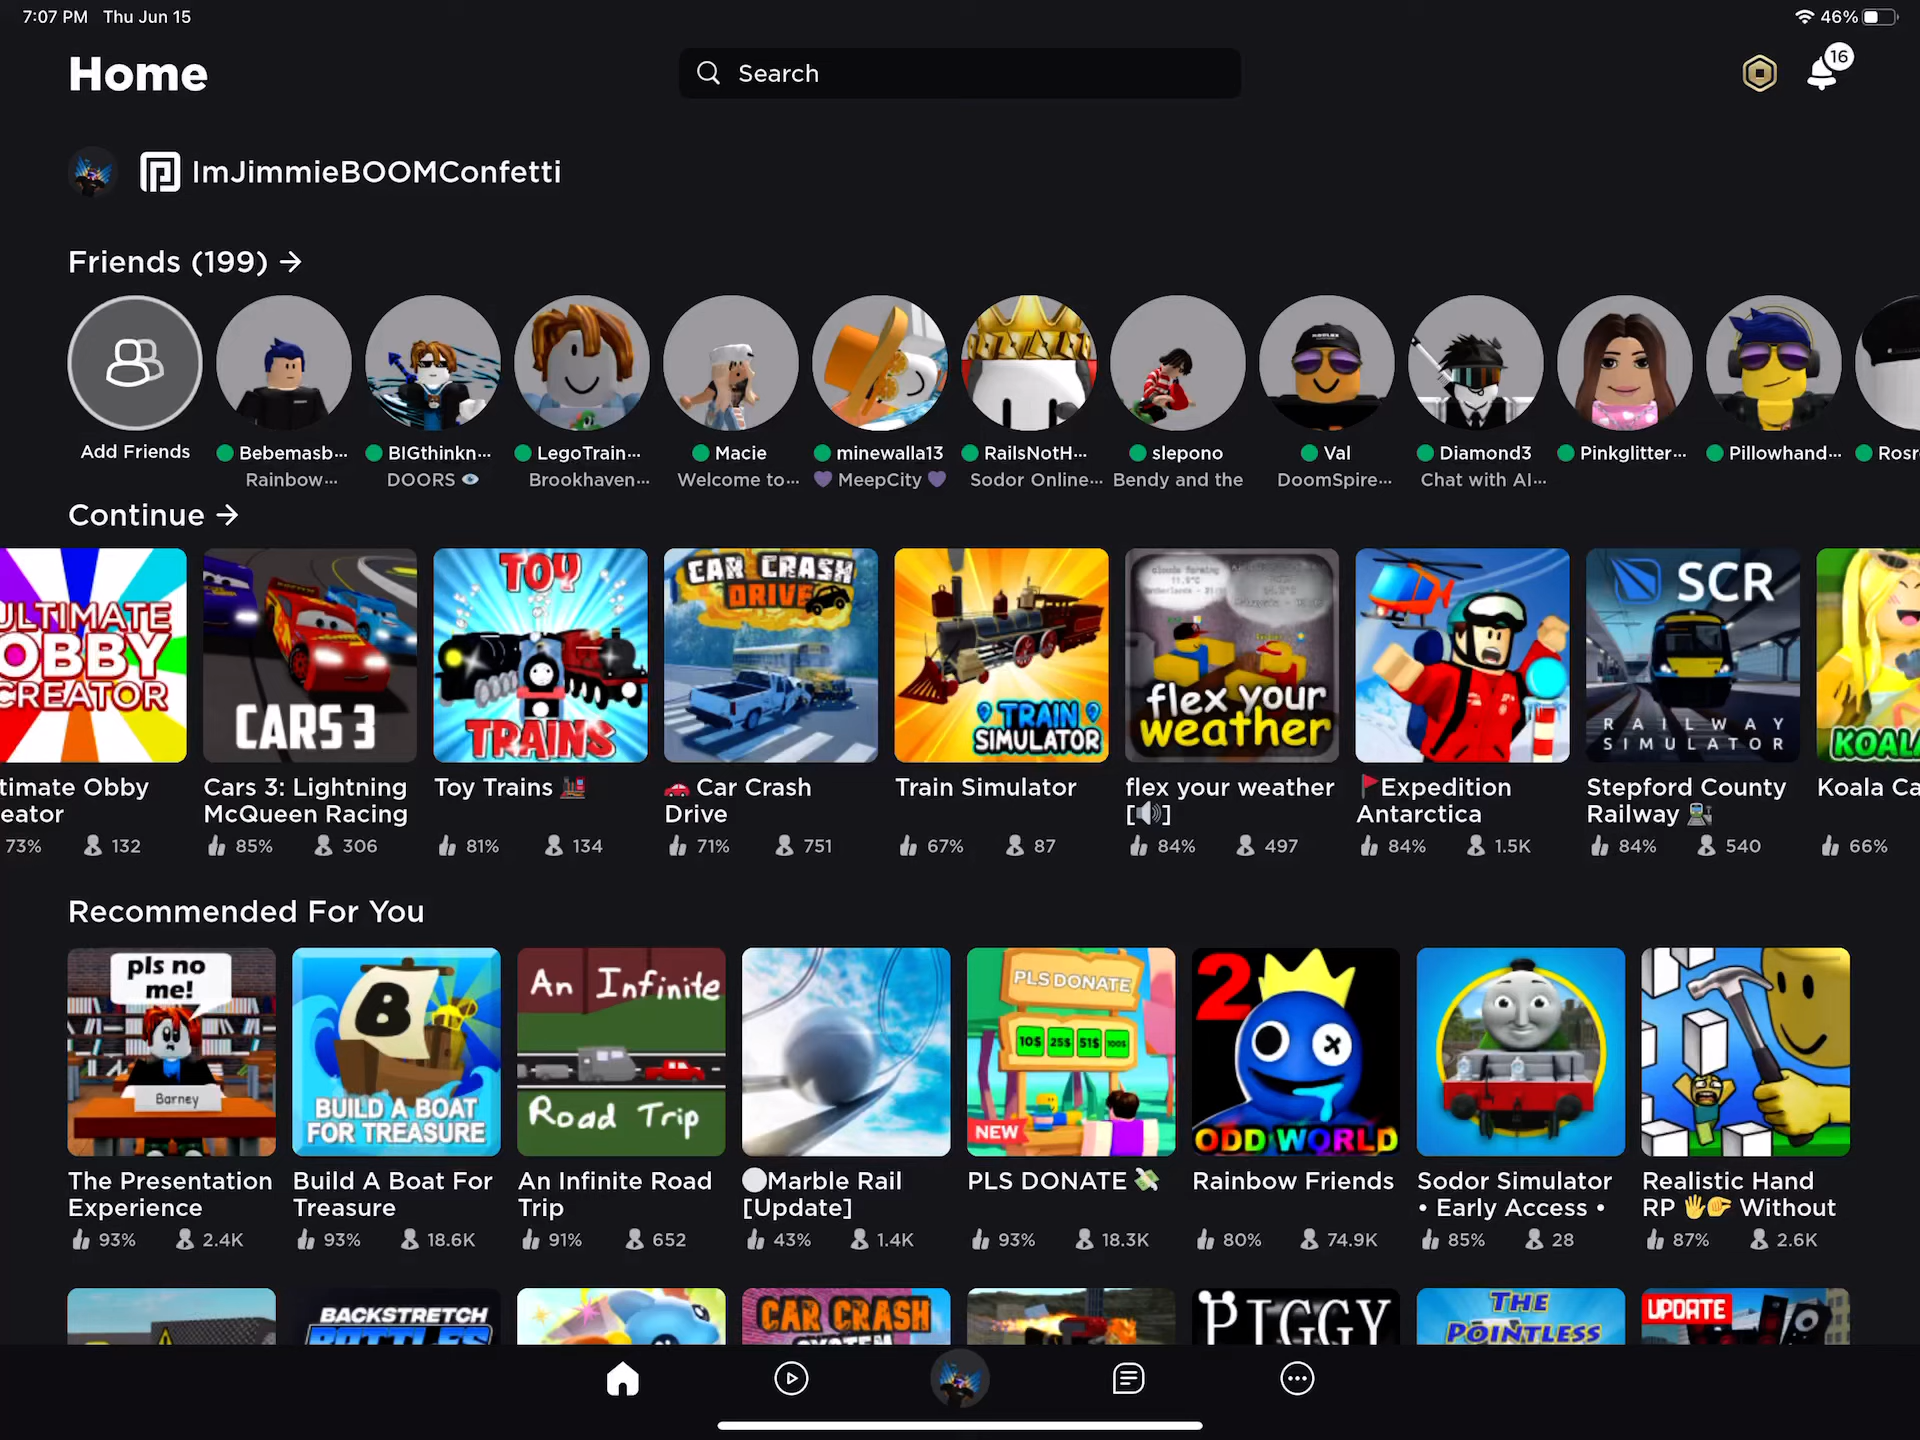 7:07 PM Thu Jun 15
46%
Home
Search
16
ImJimmieBOOMConfetti
Friends (199) →
Add Friends
Bebemasb...
Rainbow...
BIGthinkn...
DOORS
LegoTrain...
Brookhaven...
Macie
Welcome to...
minewalla13
MeepCity
RailsNotH...
Sodor Online...
slepono
Bendy and the
Val
DoomSpire...
Diamond3
Chat with AI...
Pinkglitter...
Pillowhand...
Rosr
Continue →
ULTIMATE
OBBY
CREATOR
timate Obby
eator
73% 132
CARS 3
Cars 3: Lightning
McQueen Racing
85% 306
TOY
TRAINS
Toy Trains
81% 134
CAR CRASH
DRIVE
Car Crash
Drive
71% 751
TRAIN
SIMULATOR
Train Simulator
67% 87
flex your
weather
flex your weather
[🔊]
84% 497
Expedition
Antarctica
84% 1.5K
SCR
RAILWAY
SIMULATOR
Stepford County
Railway
84% 540
KOALA
Koala Ca
66%
Recommended For You
pls no
me!
Barney
The Presentation
Experience
93% 2.4K
B
BUILD A BOAT
FOR TREASURE
Build A Boat For
Treasure
93% 18.6K
An Infinite
Road Trip
An Infinite Road
Trip
91% 652
Marble Rail
[Update]
43% 1.4K
PLS DONATE
10$ 25$ 51$ 100$
NEW
PLS DONATE
93% 18.3K
2
ODD WORLD
Rainbow Friends
80% 74.9K
Sodor Simulator
• Early Access •
85% 28
Realistic Hand
RP Without
87% 2.6K
BACKSTRETCH
BATTLES
CAR CRASH
SYSTEM
PIGGY
THE
POINTLESS
UPDATE